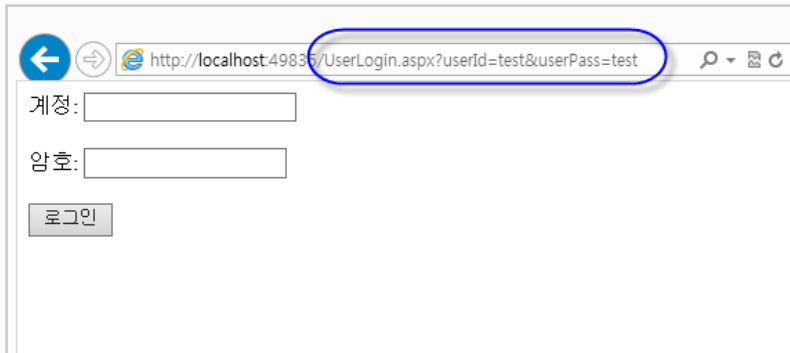 http://localhost:49835/UserLogin.aspx?userId=test&userPass=test
계정:
암호:
로그인